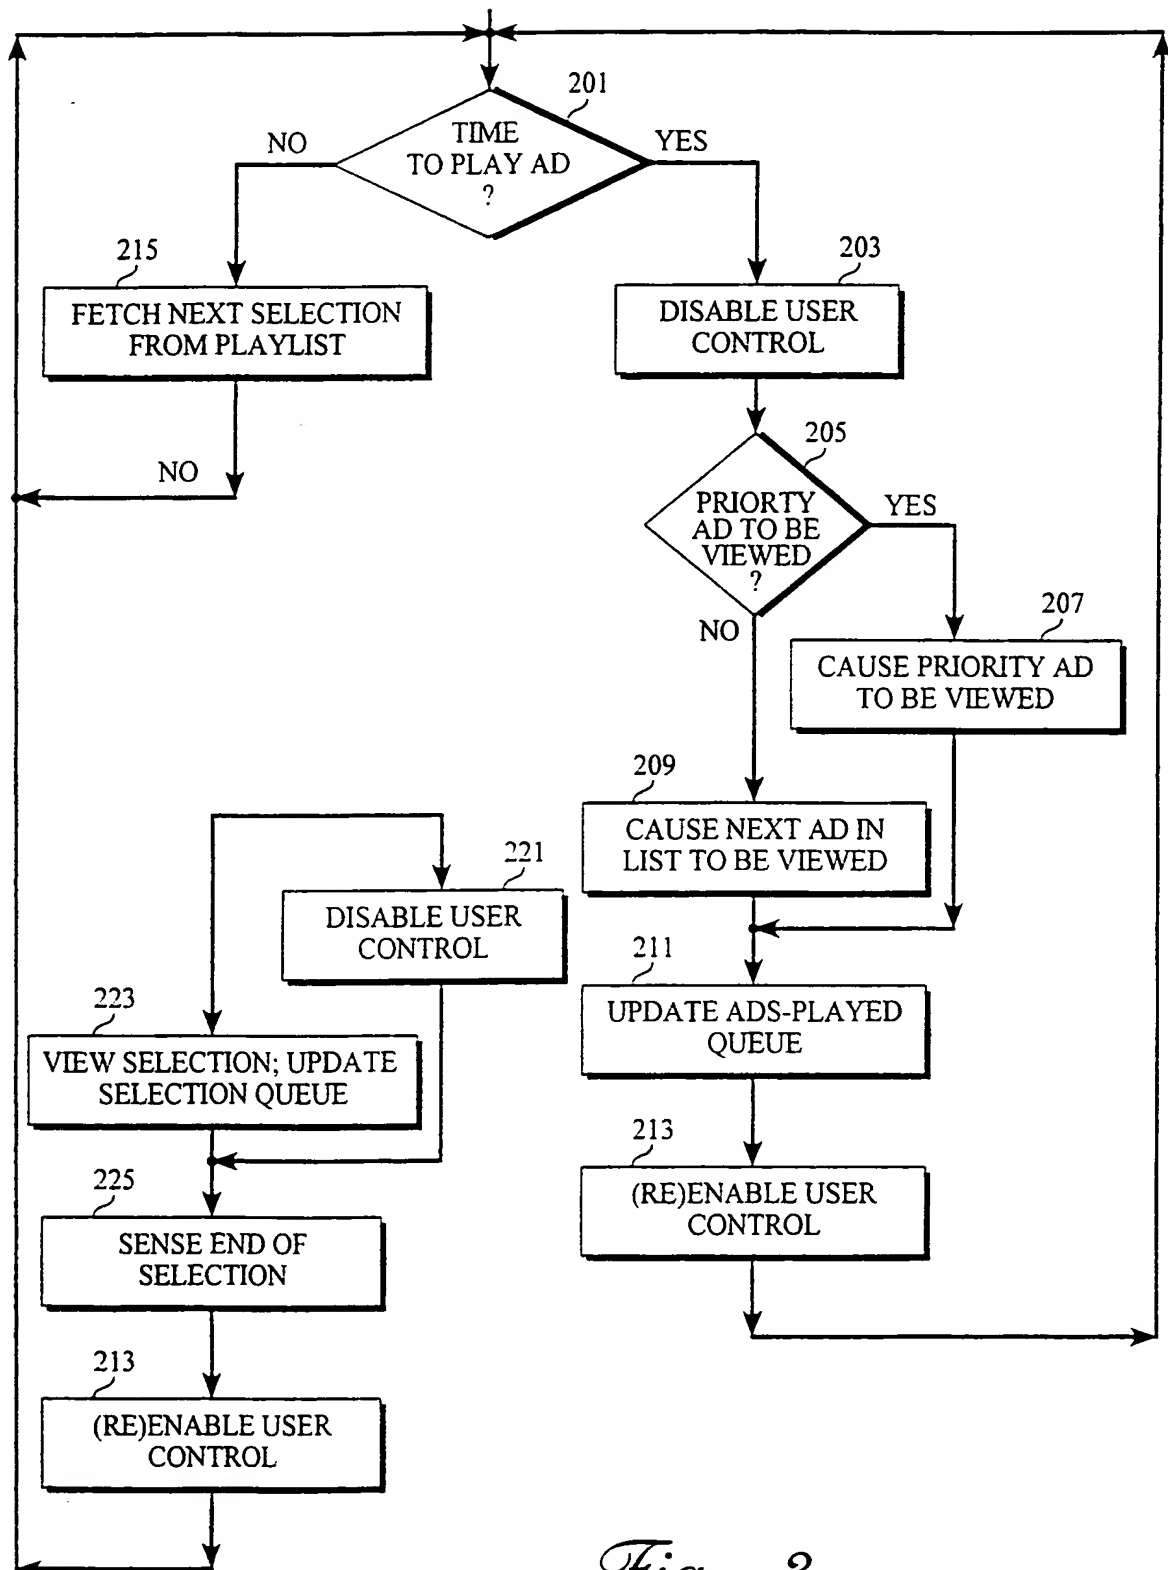 201
TIME
TO PLAY AD
?
NO
YES
215
FETCH NEXT SELECTION
FROM PLAYLIST
NO
203
DISABLE USER
CONTROL
205
PRIORTY
AD TO BE
VIEWED
?
YES
NO
207
CAUSE PRIORITY AD
TO BE VIEWED
209
CAUSE NEXT AD IN
LIST TO BE VIEWED
211
UPDATE ADS-PLAYED
QUEUE
213
(RE)ENABLE USER
CONTROL
221
DISABLE USER
CONTROL
223
VIEW SELECTION; UPDATE
SELECTION QUEUE
225
SENSE END OF
SELECTION
213
(RE)ENABLE USER
CONTROL